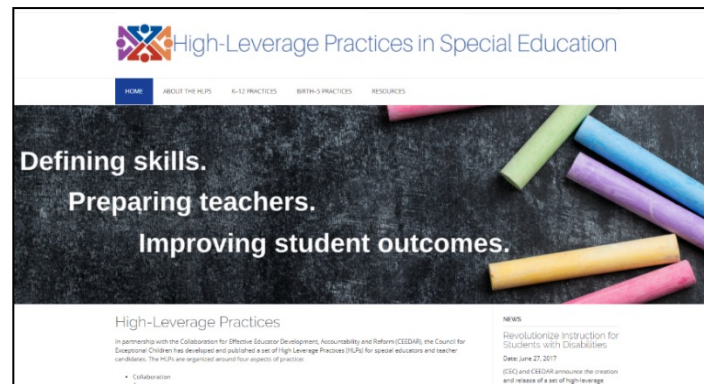 High-Leverage Practices in Special Education
HOME ABOUT THE HLPS K-12 PRACTICES BIRTH-5 PRACTICES RESOURCES
Defining skills.
Preparing teachers.
Improving student outcomes.
High-Leverage Practices
In partnership with the Collaboration for Effective Educator Development, Accountability and Reform (CEEDAR), the Council for
Exceptional Children has developed and published a set of High Leverage Practices (HLPs) for special educators and teacher
candidates. The HLPs are organized around four aspects of practice:
• Collaboration
NEWS
Revolutionize Instruction for
Students with Disabilities
Date: June 27, 2017
(CEC) and CEEDAR announce the creation
and release of a set of high-leverage